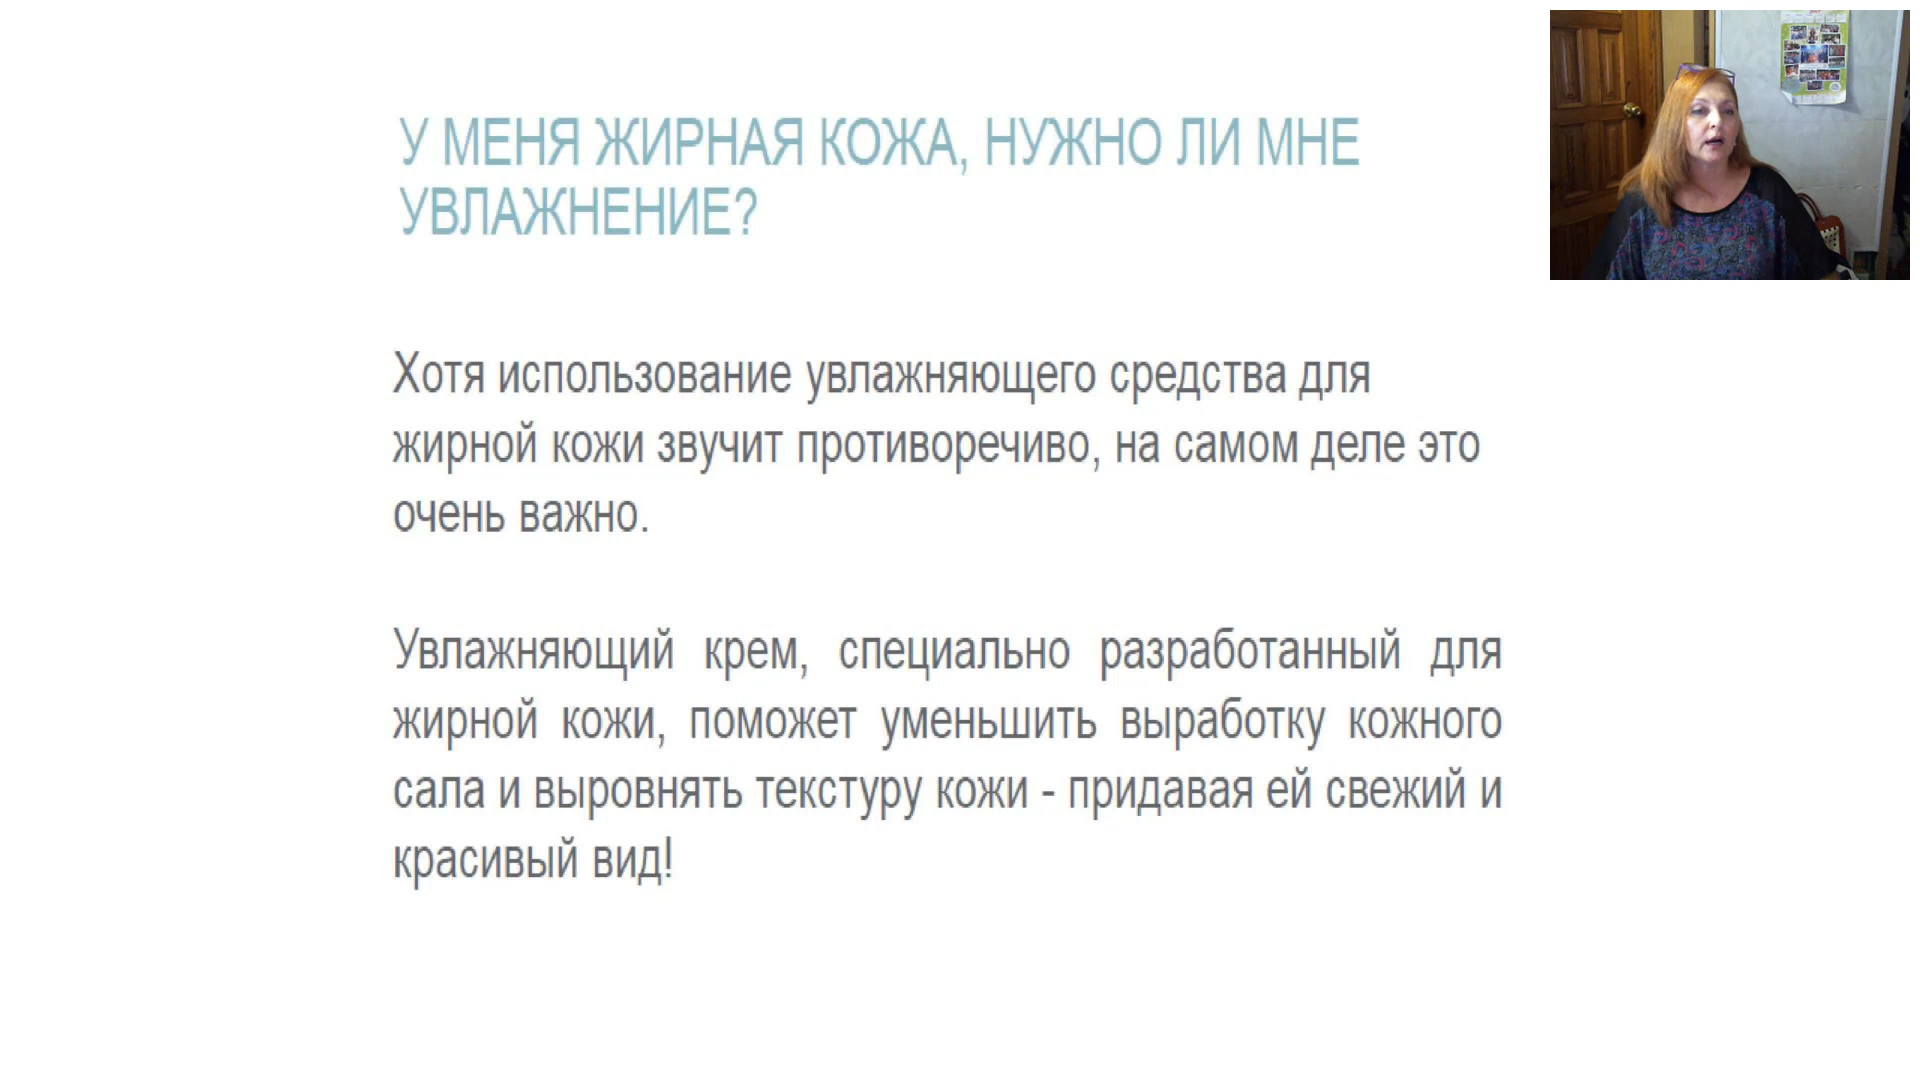 У МЕНЯ ЖИРНАЯ КОЖА, НУЖНО ЛИ МНЕ
УВЛАЖНЕНИЕ?
Хотя использование увлажняющего средства для
жирной кожи звучит противоречиво, на самом деле это
очень важно.
Увлажняющий крем, специально разработанный для
жирной кожи, поможет уменьшить выработку кожного
сала и выровнять текстуру кожи - придавая ей свежий и
красивый вид!